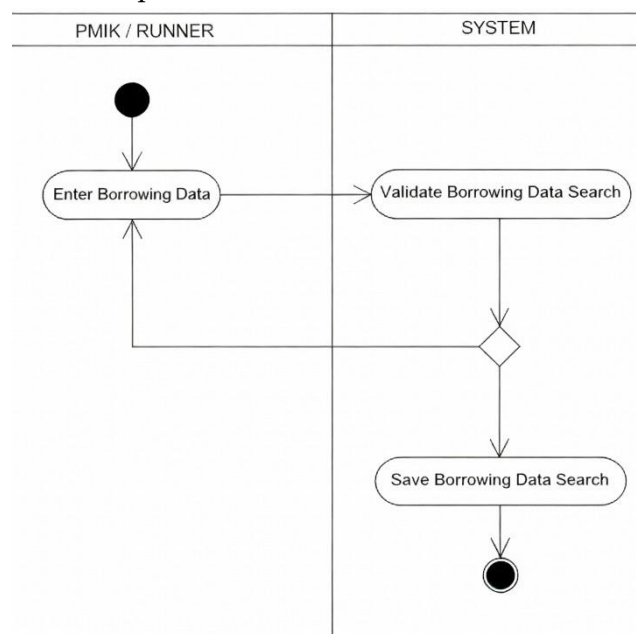 PMIK / RUNNER
SYSTEM
Enter Borrowing Data
Validate Borrowing Data Search
Save Borrowing Data Search